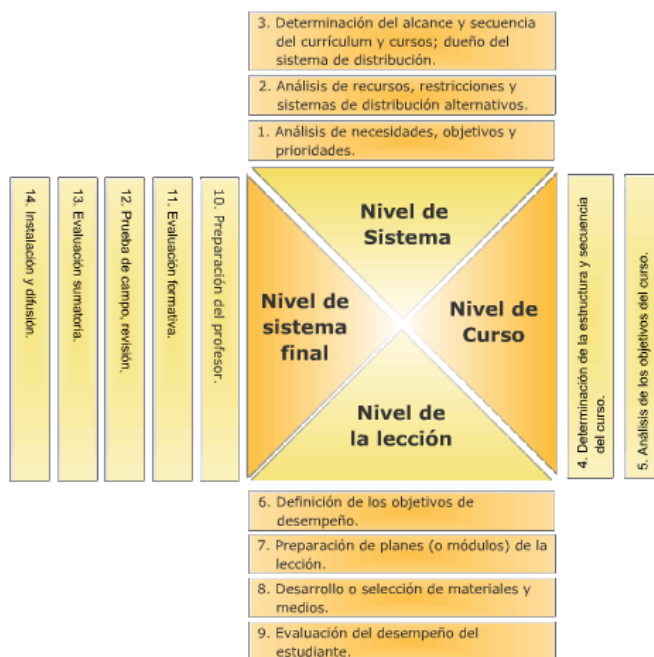 3. Determinación del alcance y secuencia
del currículum y cursos; dueño del
sistema de distribución.
2. Análisis de recursos, restricciones y
sistemas de distribución alternativos.
1. Análisis de necesidades, objetivos y
prioridades.
Nivel de
Sistema
Nivel de
Curso
Nivel de
la lección
Nivel de
sistema
final
4. Determinación de la estructura y secuencia
del curso.
5. Análisis de los objetivos del curso.
6. Definición de los objetivos de
desempeño.
7. Preparación de planes (o módulos) de la
lección.
8. Desarrollo o selección de materiales y
medios.
9. Evaluación del desempeño del
estudiante.
10. Preparación del profesor.
11. Evaluación formativa.
12. Prueba de campo, revisión.
13. Evaluación sumatoria.
14. Instalación y difusión.